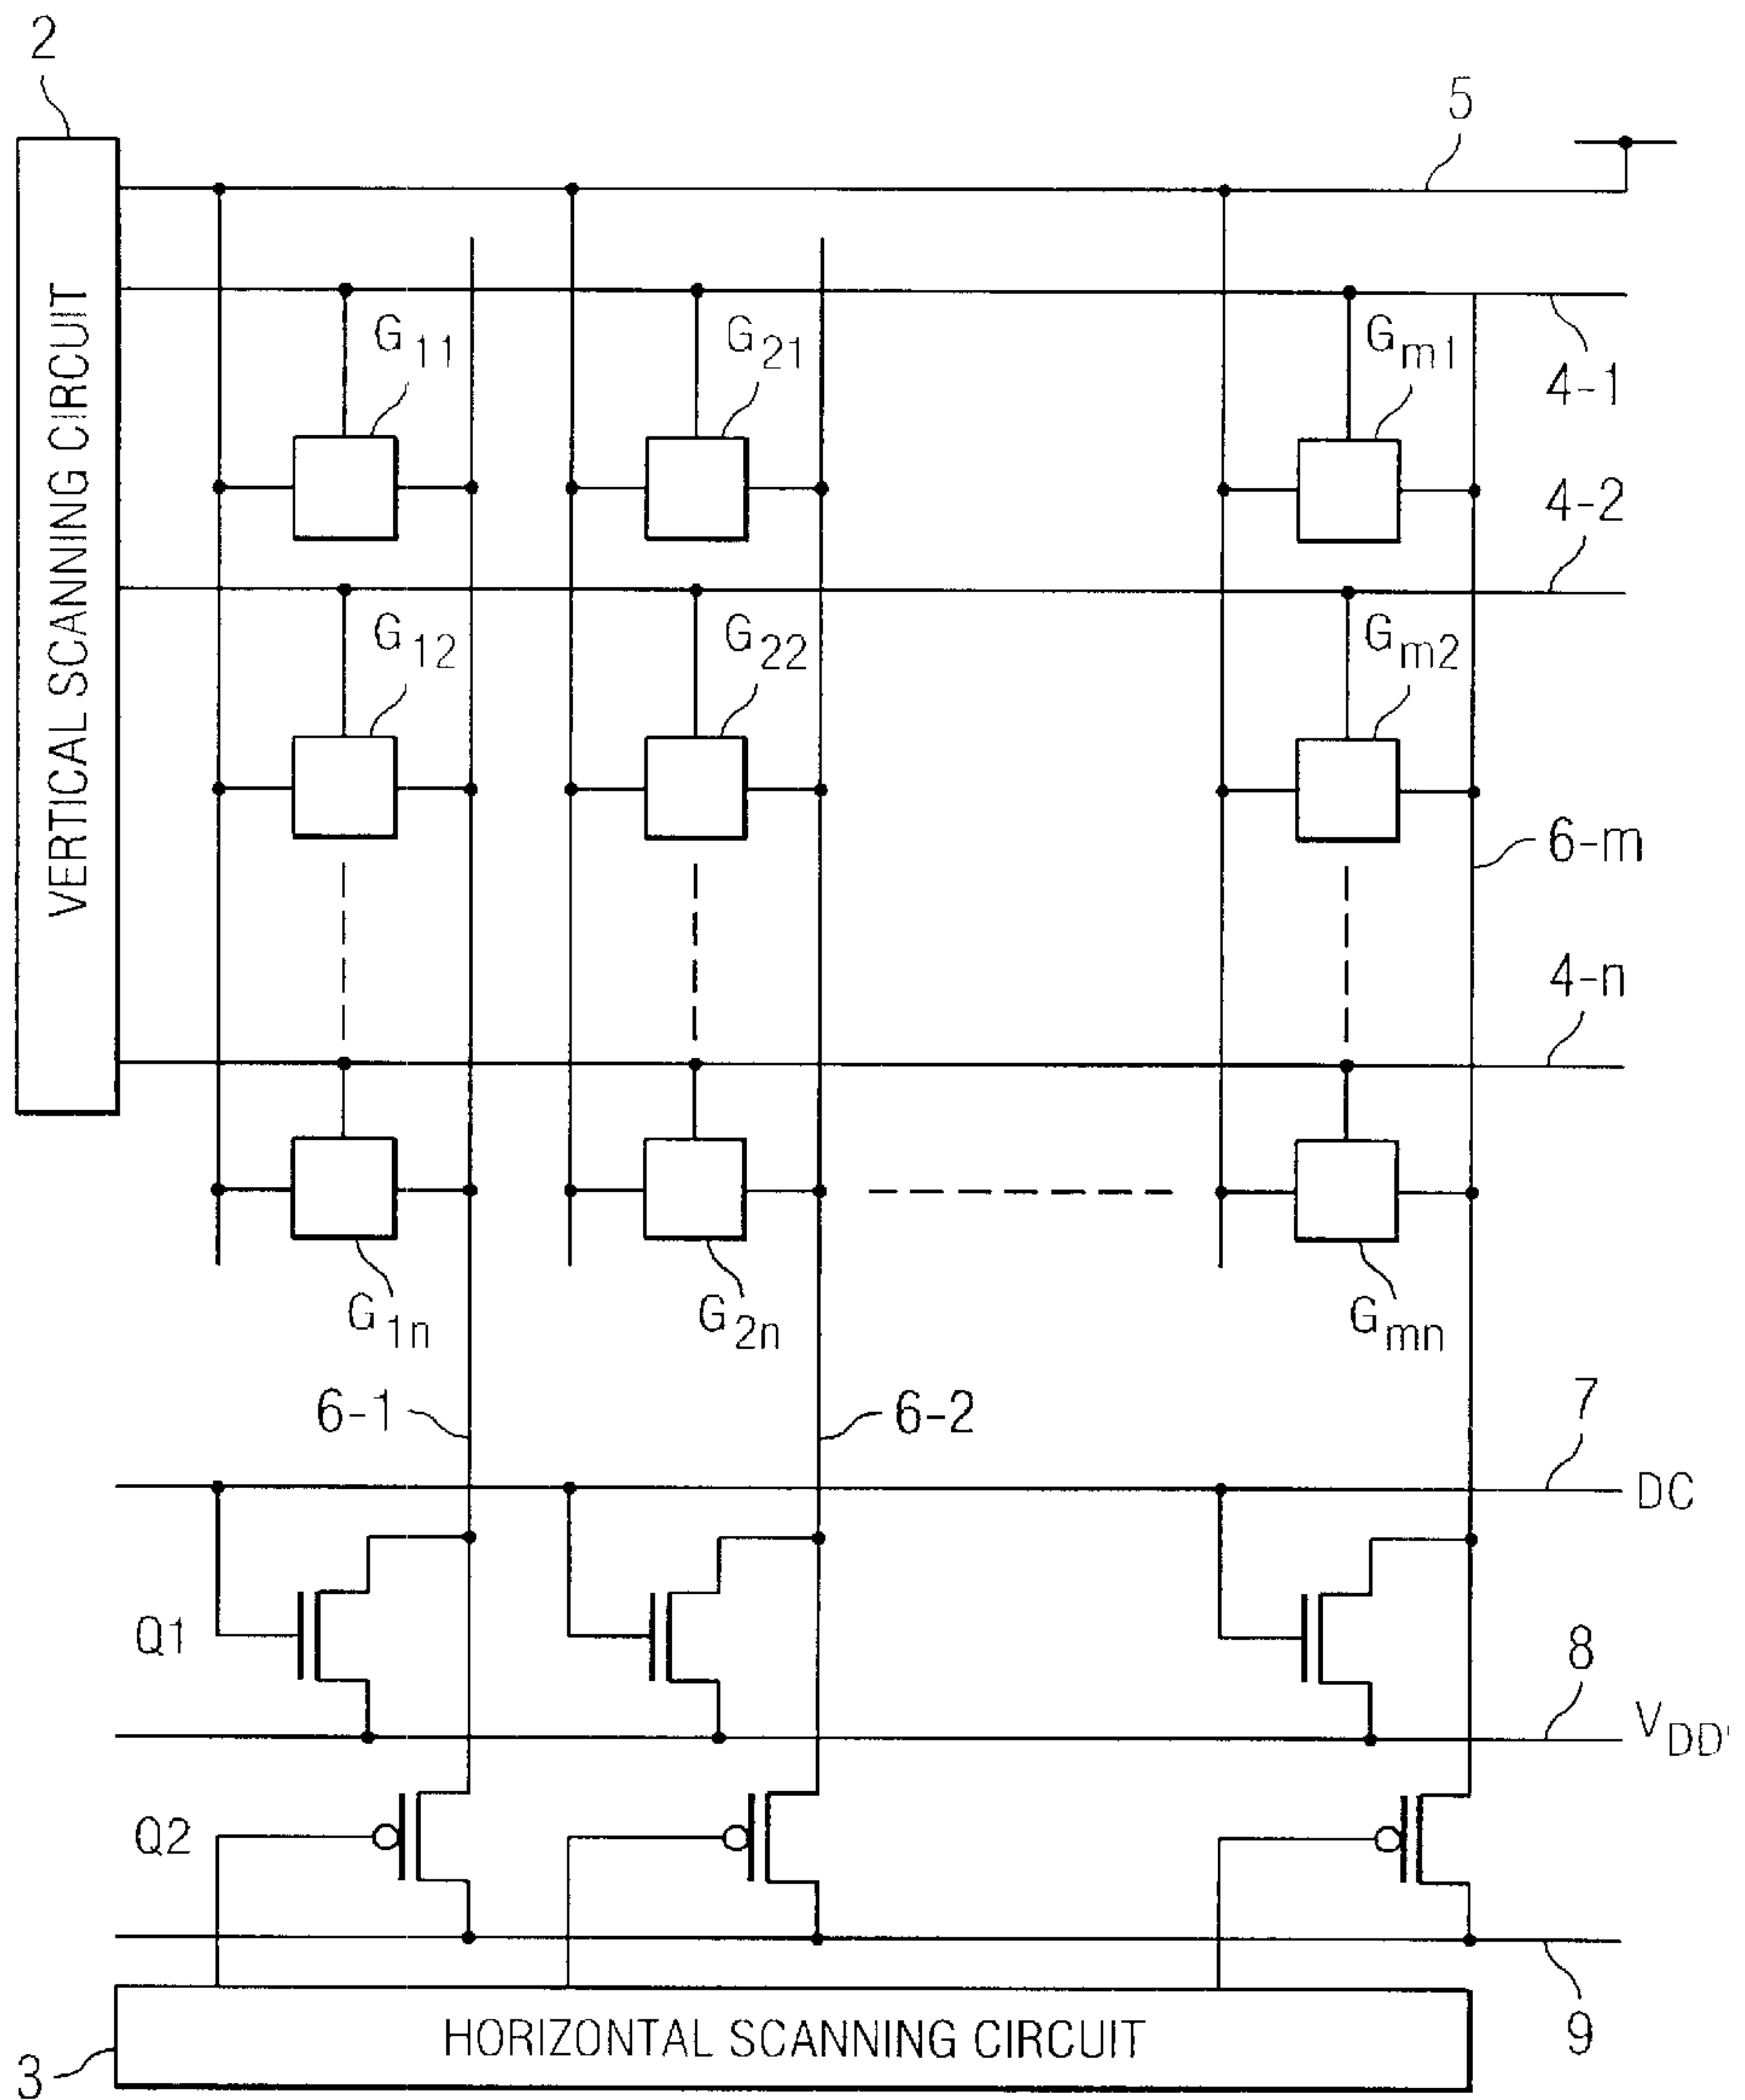 2
5
VERTICAL SCANNING CIRCUIT
G11 G21 Gm1
4-1
4-2
G12 G22 Gm2
6-m
4-n
G1n G2n Gmn
6-1 6-2 7
DC
Q1 8
VDD'
Q2
HORIZONTAL SCANNING CIRCUIT 9
3